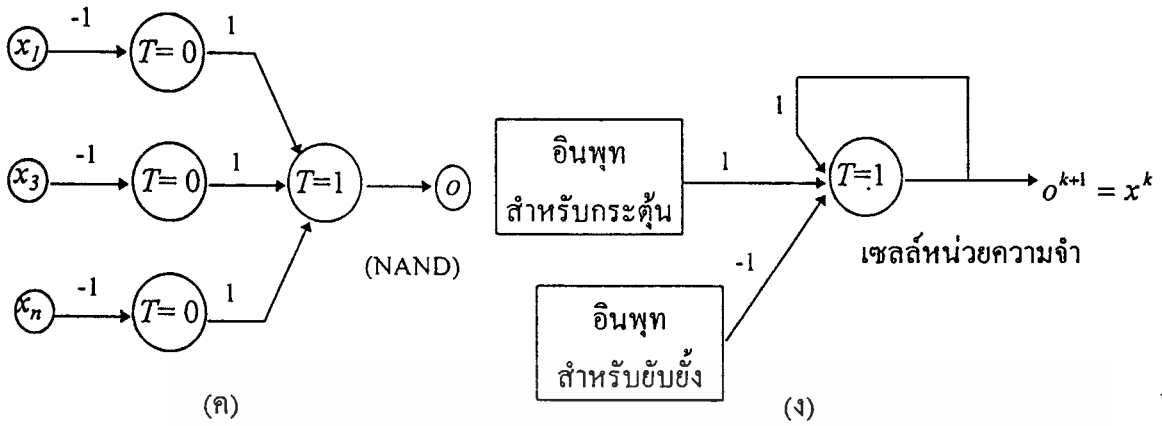 x₁ -1 T= 0 1
x₃ -1 T= 0 1 T=1 o
(NAND)
xₙ -1 T= 0 1
(ค)
อินพุท
สำหรับกระตุ้น
1
1
T=1
oᵏ⁺¹ = xᵏ
เซลล์หน่วยความจำ
-1
อินพุท
สำหรับยับยั้ง
(ง)